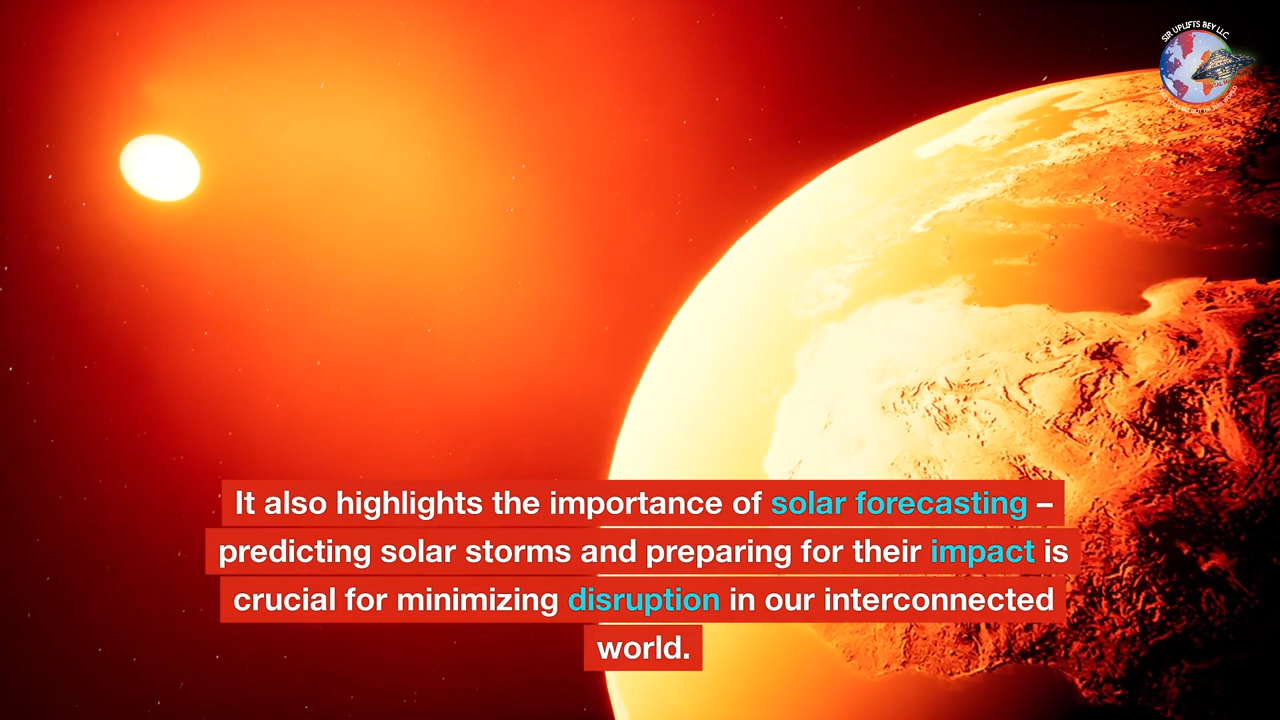 SIR UPLIFTS BEY LLC.
It also highlights the importance of solar forecasting –
predicting solar storms and preparing for their impact is
crucial for minimizing disruption in our interconnected
world.